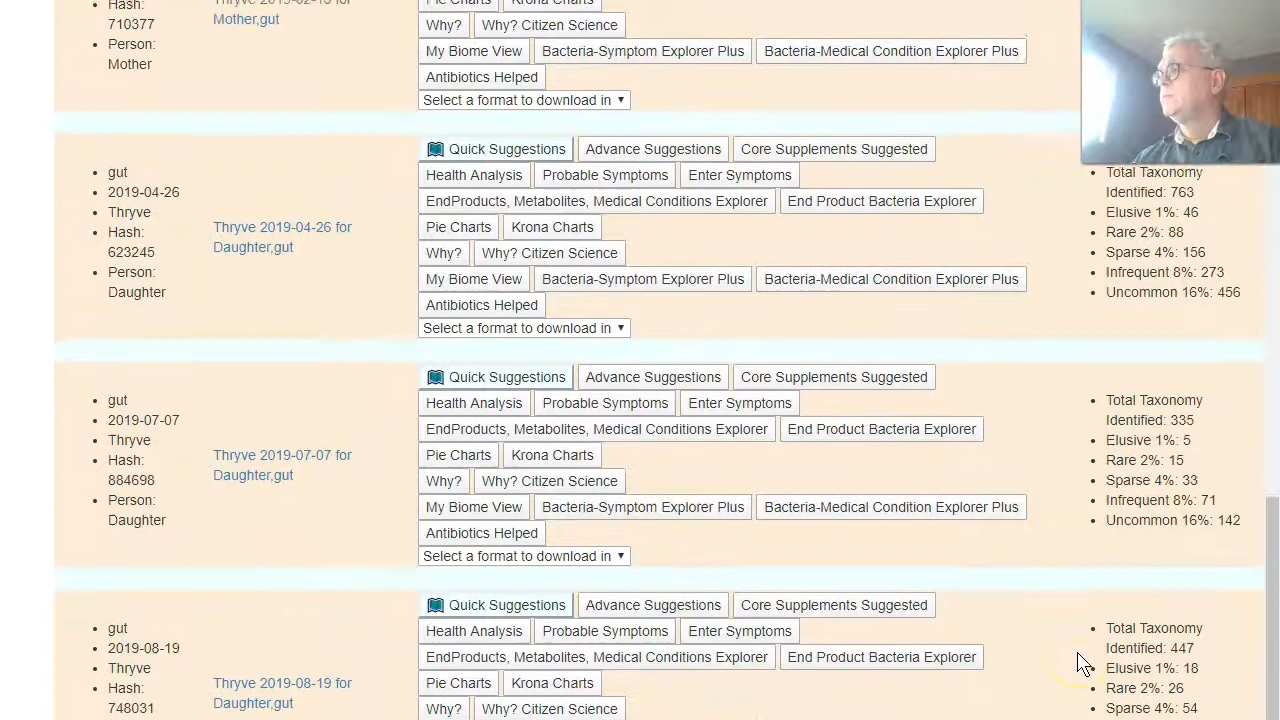 Hash:
710377
Person:
Mother
Thryve 2019-02-13 for
Mother,gut
Pie Charts Krona Charts
Why? Why? Citizen Science
My Biome View Bacteria-Symptom Explorer Plus Bacteria-Medical Condition Explorer Plus
Antibiotics Helped
Select a format to download in
gut
2019-04-26
Thryve
Hash:
623245
Person:
Daughter
Thryve 2019-04-26 for
Daughter,gut
Quick Suggestions Advance Suggestions Core Supplements Suggested
Health Analysis Probable Symptoms Enter Symptoms
EndProducts, Metabolites, Medical Conditions Explorer End Product Bacteria Explorer
Pie Charts Krona Charts
Why? Why? Citizen Science
My Biome View Bacteria-Symptom Explorer Plus Bacteria-Medical Condition Explorer Plus
Antibiotics Helped
Select a format to download in
Total Taxonomy
Identified: 763
Elusive 1%: 46
Rare 2%: 88
Sparse 4%: 156
Infrequent 8%: 273
Uncommon 16%: 456
gut
2019-07-07
Thryve
Hash:
884698
Person:
Daughter
Thryve 2019-07-07 for
Daughter,gut
Quick Suggestions Advance Suggestions Core Supplements Suggested
Health Analysis Probable Symptoms Enter Symptoms
EndProducts, Metabolites, Medical Conditions Explorer End Product Bacteria Explorer
Pie Charts Krona Charts
Why? Why? Citizen Science
My Biome View Bacteria-Symptom Explorer Plus Bacteria-Medical Condition Explorer Plus
Antibiotics Helped
Select a format to download in
Total Taxonomy
Identified: 335
Elusive 1%: 5
Rare 2%: 15
Sparse 4%: 33
Infrequent 8%: 71
Uncommon 16%: 142
gut
2019-08-19
Thryve
Hash:
748031
Thryve 2019-08-19 for
Daughter,gut
Quick Suggestions Advance Suggestions Core Supplements Suggested
Health Analysis Probable Symptoms Enter Symptoms
EndProducts, Metabolites, Medical Conditions Explorer End Product Bacteria Explorer
Pie Charts Krona Charts
Why? Why? Citizen Science
Total Taxonomy
Identified: 447
Elusive 1%: 18
Rare 2%: 26
Sparse 4%: 54